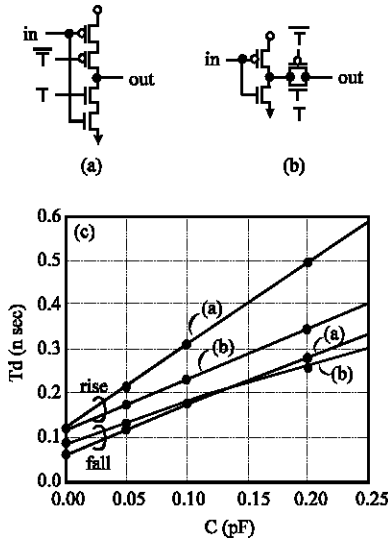 in
T̅
T
out
(a)
in
T̅
out
T
(b)
(c)
Td (n sec)
0.6
0.5
0.4
0.3
0.2
0.1
0.0
rise
fall
(a)
(b)
(a)
(b)
0.00 0.05 0.10 0.15 0.20 0.25
C (pF)